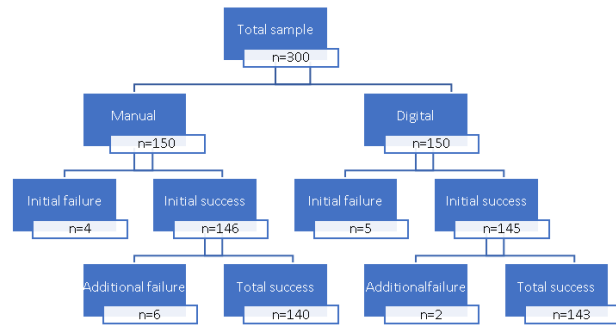 Total sample
n=300
Manual
n=150
Digital
n=150
Initial failure
n=4
Initial success
n=146
Initial failure
n=5
Initial success
n=145
Additional failure
n=6
Total success
n=140
Additionalfailure
n=2
Total success
n=143